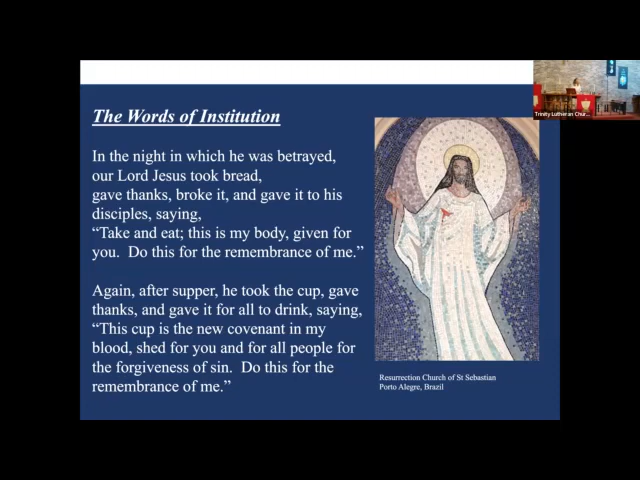 The Words of Institution
In the night in which he was betrayed,
our Lord Jesus took bread,
gave thanks, broke it, and gave it to his
disciples, saying,
“Take and eat; this is my body, given for
you.  Do this for the remembrance of me.”
Again, after supper, he took the cup, gave
thanks, and gave it for all to drink, saying,
“This cup is the new covenant in my
blood, shed for you and for all people for
the forgiveness of sin.  Do this for the
remembrance of me.”
Resurrection Church of St Sebastian
Porto Alegre, Brazil
Trinity Lutheran Chur...